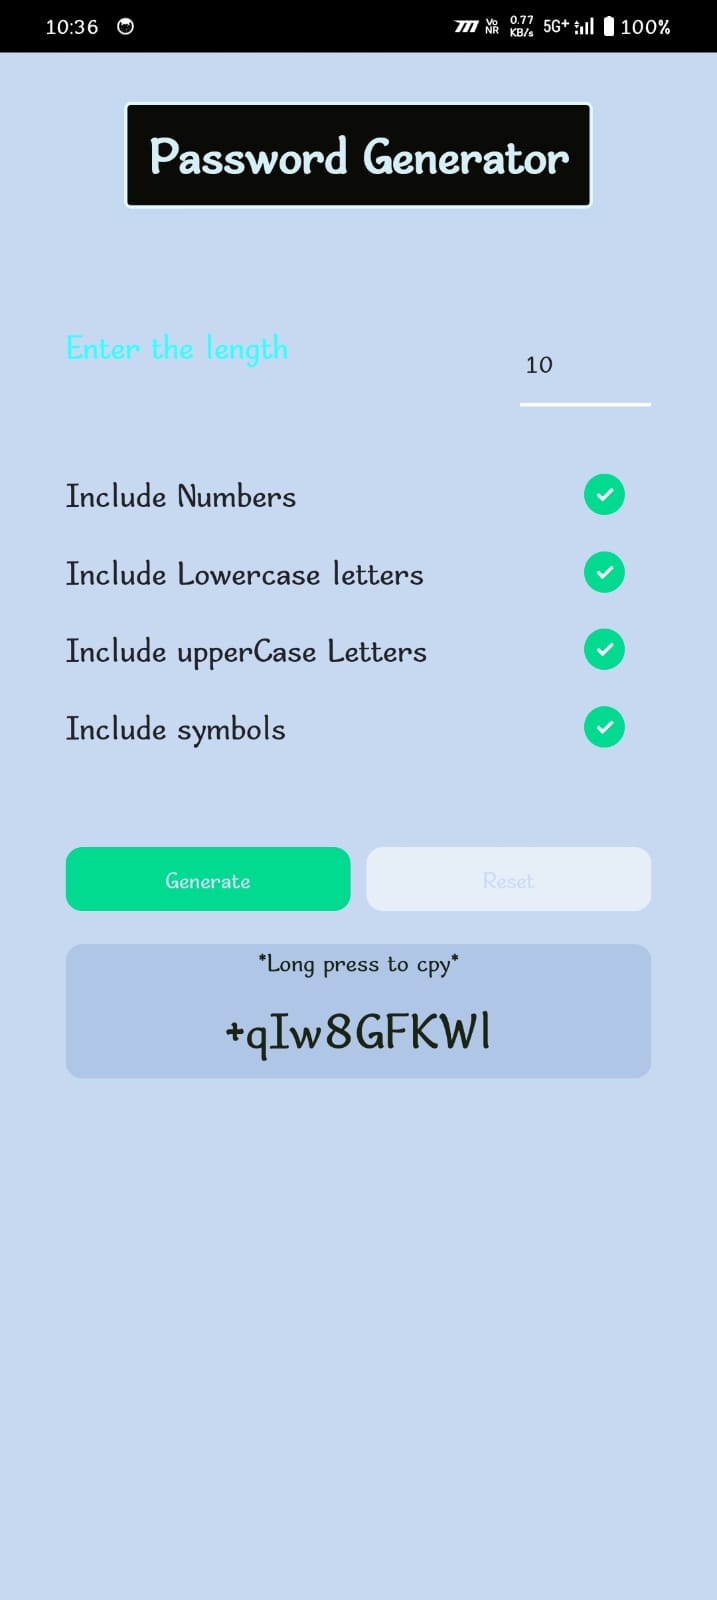 10:36 Vo NR 0.77 KB/s 5G+ 100%
Password Generator
Enter the length
10
Include Numbers
Include Lowercase letters
Include upperCase Letters
Include symbols
Generate Reset
*Long press to cpy*
+qIw8GFKWl